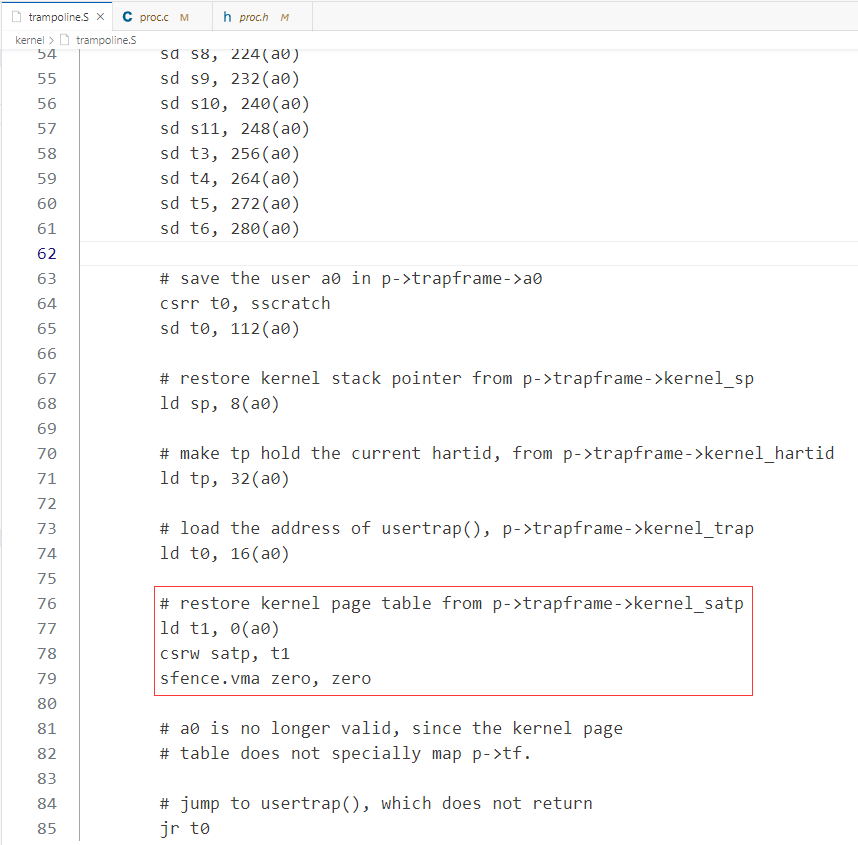 trampoline.S × C proc.c M h proc.h M
kernel > trampoline.S
54 sd s8, 224(a0)
55 sd s9, 232(a0)
56 sd s10, 240(a0)
57 sd s11, 248(a0)
58 sd t3, 256(a0)
59 sd t4, 264(a0)
60 sd t5, 272(a0)
61 sd t6, 280(a0)
62
63 # save the user a0 in p->trapframe->a0
64 csrr t0, sscratch
65 sd t0, 112(a0)
66
67 # restore kernel stack pointer from p->trapframe->kernel_sp
68 ld sp, 8(a0)
69
70 # make tp hold the current hartid, from p->trapframe->kernel_hartid
71 ld tp, 32(a0)
72
73 # load the address of usertrap(), p->trapframe->kernel_trap
74 ld t0, 16(a0)
75
76 # restore kernel page table from p->trapframe->kernel_satp
77 ld t1, 0(a0)
78 csrw satp, t1
79 sfence.vma zero, zero
80
81 # a0 is no longer valid, since the kernel page
82 # table does not specially map p->tf.
83
84 # jump to usertrap(), which does not return
85 jr t0